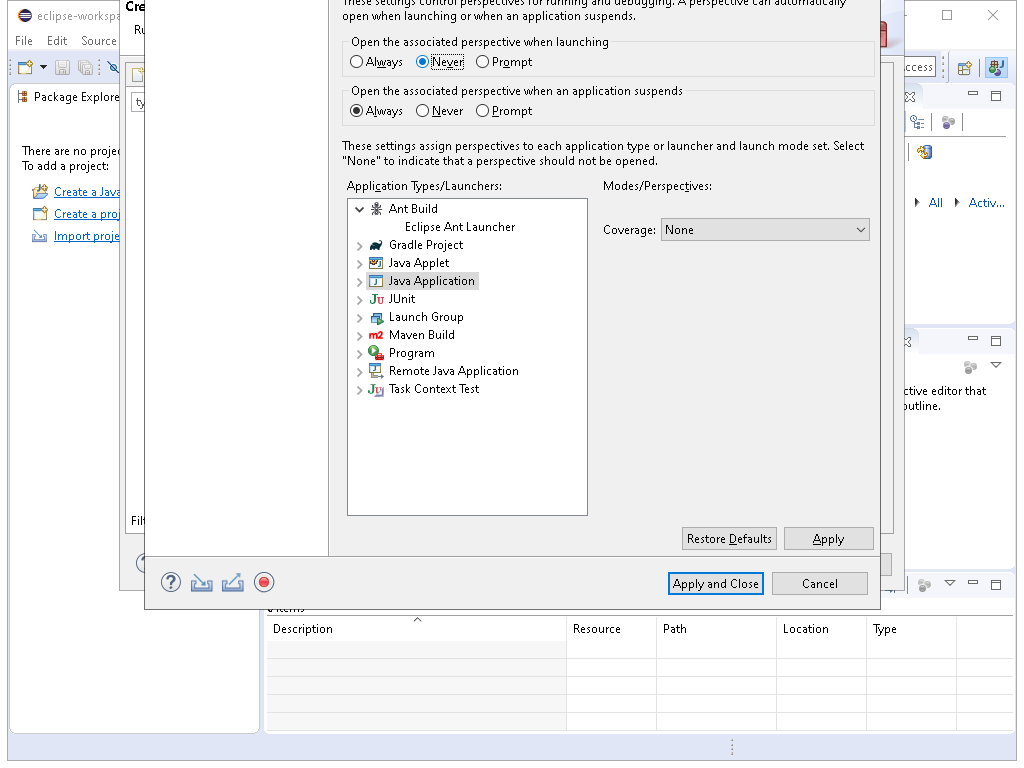 eclipse-workspa
File Edit Source
Package Explore
There are no proje
To add a project:
Create a Java
Create a proj
Import proje
Cre
Ru
ty
Filt
These settings control perspectives for running and debugging. A perspective can automatically
open when launching or when an application suspends.
Open the associated perspective when launching
Always Never Prompt
Open the associated perspective when an application suspends
Always Never Prompt
These settings assign perspectives to each application type or launcher and launch mode set. Select
"None" to indicate that a perspective should not be opened.
Application Types/Launchers: Modes/Perspectives:
Ant Build
Eclipse Ant Launcher
Coverage: None
Gradle Project
Java Applet
Java Application
JUnit
Launch Group
Maven Build
Program
Remote Java Application
Task Context Test
Restore Defaults Apply
Apply and Close Cancel
ccess
All Activ...
ctive editor that
outline.
items
Description Resource Path Location Type